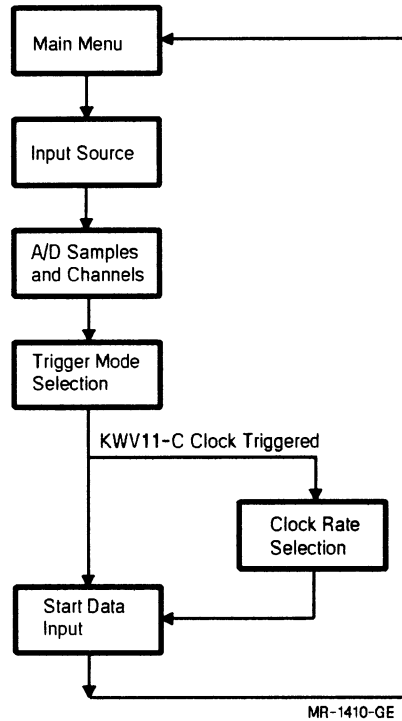 Main Menu
Input Source
A/D Samples
and Channels
Trigger Mode
Selection
KWV11-C Clock Triggered
Clock Rate
Selection
Start Data
Input
MR-1410-GE